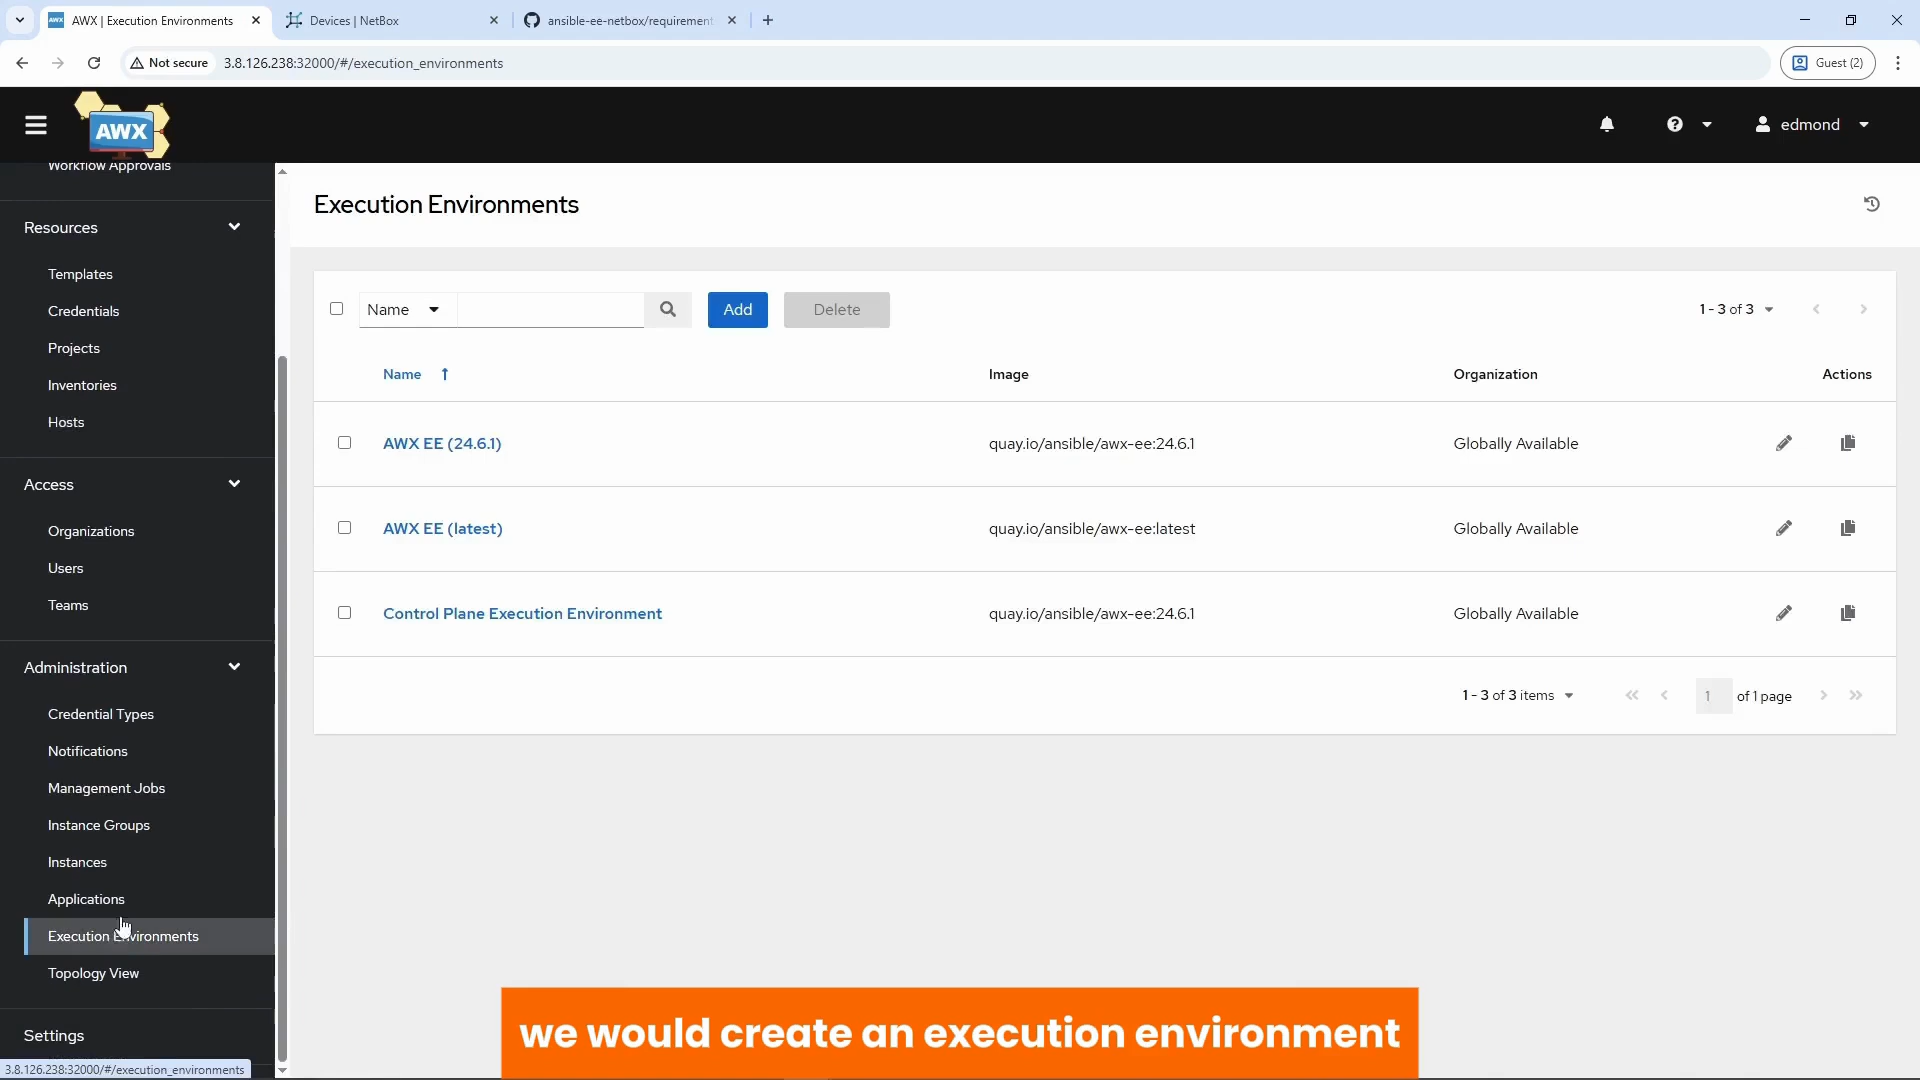 AWX | Execution Environments
Devices | NetBox
ansible-ee-netbox/requirement
Not secure
3.8.126.238:32000/#/execution_environments
Guest (2)
AWX
edmond
Workflow Approvals
Resources
Templates
Credentials
Projects
Inventories
Hosts
Access
Organizations
Users
Teams
Administration
Credential Types
Notifications
Management Jobs
Instance Groups
Instances
Applications
Execution Environments
Topology View
Settings
3.8.126.238:32000/#/execution_environments
Execution Environments
Name
Add
Delete
1 - 3 of 3
Name Image Organization Actions
AWX EE (24.6.1) quay.io/ansible/awx-ee:24.6.1 Globally Available
AWX EE (latest) quay.io/ansible/awx-ee:latest Globally Available
Control Plane Execution Environment quay.io/ansible/awx-ee:24.6.1 Globally Available
1 - 3 of 3 items
1 of 1 page
we would create an execution environment